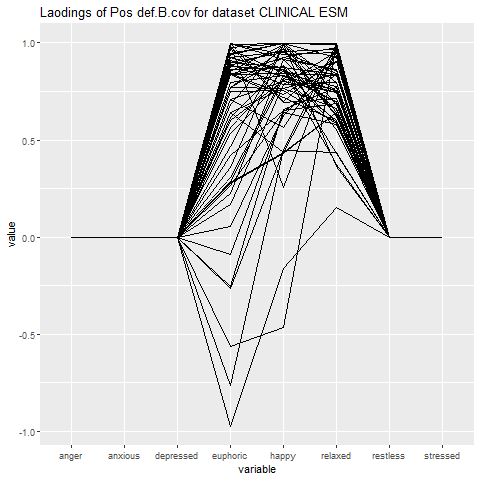 Laodings of Pos def.B.cov for dataset CLINICAL ESM
1.0
0.5
0.0
-0.5
-1.0
value
anger anxious depressed euphoric happy relaxed restless stressed
variable